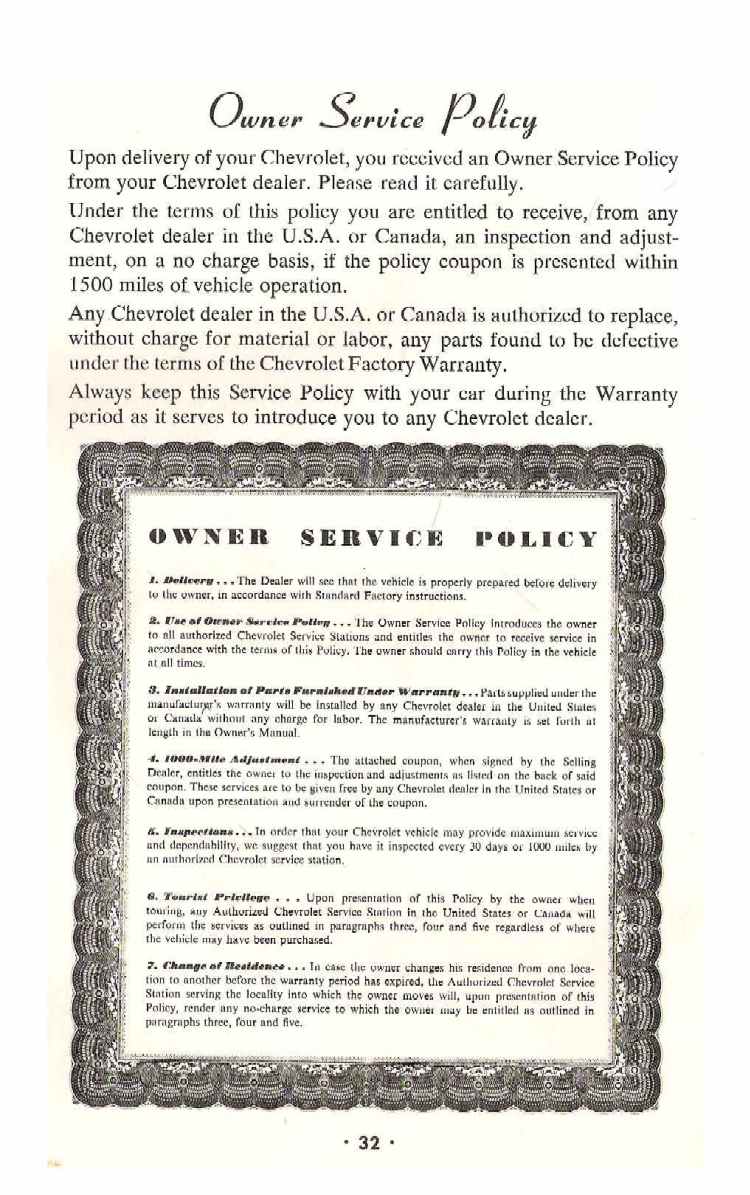 Owner Service Policy
Upon delivery of your Chevrolet, you received an Owner Service Policy
from your Chevrolet dealer. Please read it carefully.
Under the terms of this policy you are entitled to receive, from any
Chevrolet dealer in the U.S.A. or Canada, an inspection and adjust-
ment, on a no charge basis, if the policy coupon is presented within
1500 miles of vehicle operation.
Any Chevrolet dealer in the U.S.A. or Canada is authorized to replace,
without charge for material or labor, any parts found to be defective
under the terms of the Chevrolet Factory Warranty.
Always keep this Service Policy with your car during the Warranty
period as it serves to introduce you to any Chevrolet dealer.
OWNER SERVICE POLICY
1. Delivery . . . The Dealer will see that the vehicle is properly prepared before delivery
to the owner, in accordance with Standard Factory instructions.
2. Use of Owner Service Policy . . . The Owner Service Policy introduces the owner
to all authorized Chevrolet Service Stations and entitles the owner to receive service in
accordance with the terms of this Policy. The owner should carry this Policy in the vehicle
at all times.
3. Installation of Parts Furnished Under Warranty . . . Parts supplied under the
manufacturer's warranty will be installed by any Chevrolet dealer in the United States
or Canada without any charge for labor. The manufacturer's warranty is set forth at
length in the Owner's Manual.
4. 1000-Mile Adjustment . . . The attached coupon, when signed by the Selling
Dealer, entitles the owner to the inspection and adjustments as listed on the back of said
coupon. These services are to be given free by any Chevrolet dealer in the United States or
Canada upon presentation and surrender of the coupon.
5. Inspections . . . In order that your Chevrolet vehicle may provide maximum service
and dependability, we suggest that you have it inspected every 30 days or 1000 miles by
an authorized Chevrolet service station.
6. Tourist Privilege . . . Upon presentation of this Policy by the owner when
touring, any Authorized Chevrolet Service Station in the United States or Canada will
perform the services as outlined in paragraphs three, four and five regardless of where
the vehicle may have been purchased.
7. Change of Residence . . . In case the owner changes his residence from one loca-
tion to another before the warranty period has expired, the Authorized Chevrolet Service
Station serving the locality into which the owner moves will, upon presentation of this
Policy, render any no-charge service to which the owner may be entitled as outlined in
paragraphs three, four and five.
• 32 •